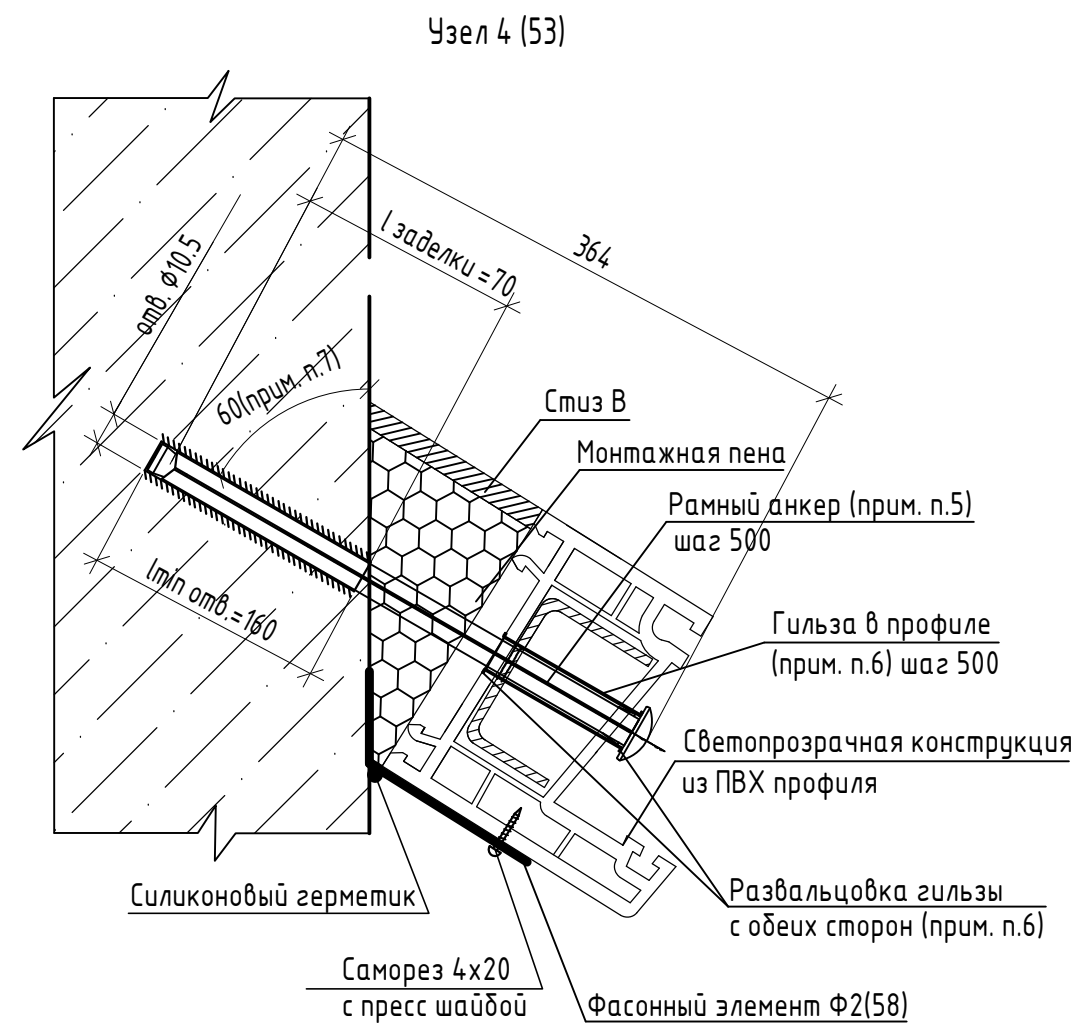 Узел 4 (53)
364
l заделки =70
отв. ф10.5
60(прим. п.7)
lmin отв.=160
Стиз В
Монтажная пена
Рамный анкер (прим. п.5)
шаг 500
Гильза в профиле
(прим. п.6) шаг 500
Светопрозрачная конструкция
из ПВХ профиля
Развальцовка гильзы
с обеих сторон (прим. п.6)
Силиконовый герметик
Саморез 4х20
с пресс шайбой
Фасонный элемент Ф2(58)